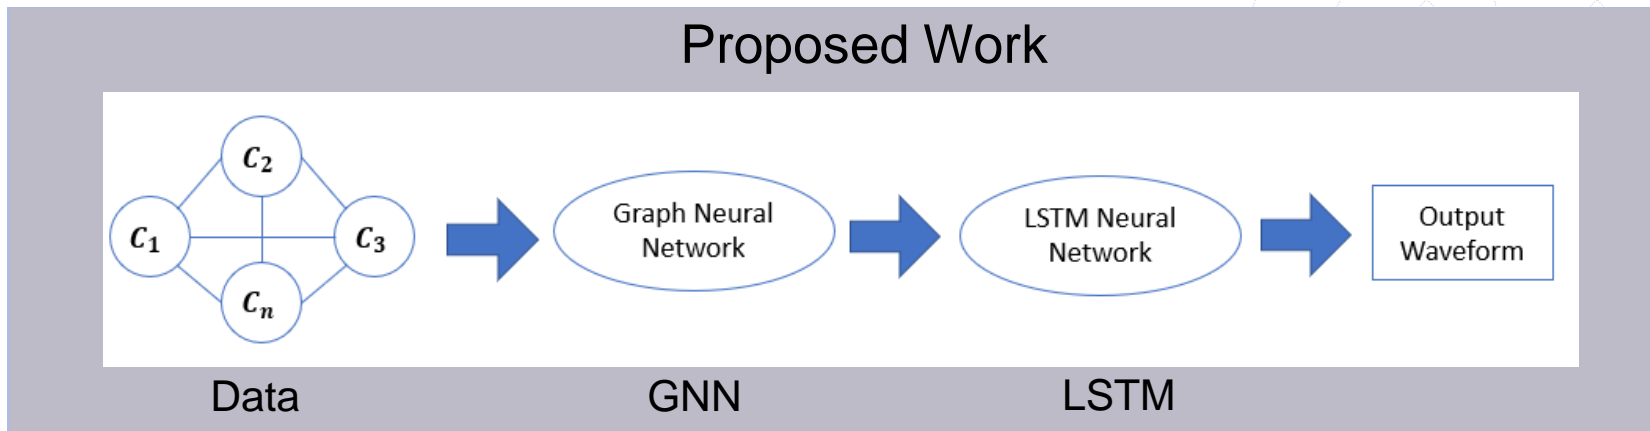 Proposed Work
C2
C1
C3
Cn
Graph Neural
Network
LSTM Neural
Network
Output
Waveform
Data
GNN
LSTM